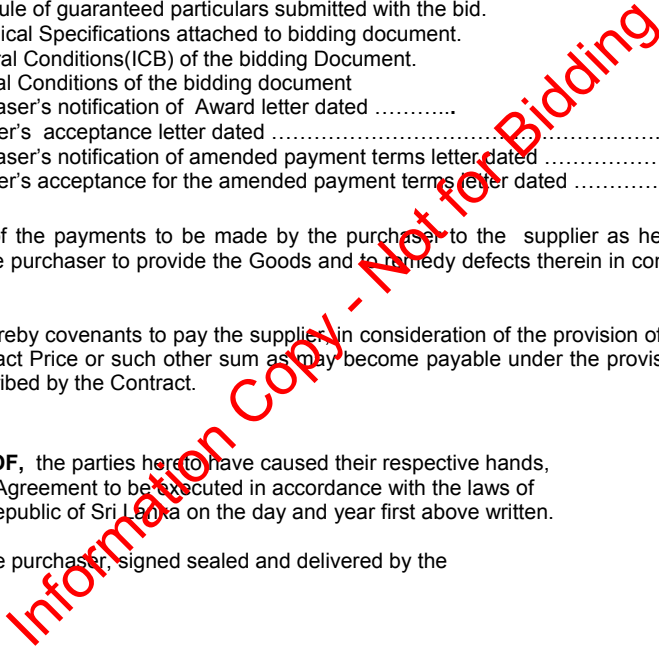 ule of guaranteed particulars submitted with the bid.
ical Specifications attached to bidding document.
ral Conditions(ICB) of the bidding Document.
al Conditions of the bidding document
aser's notification of  Award letter dated ………..
er's  acceptance letter dated …………………………………………………
aser's notification of amended payment terms letter dated ……………
er's acceptance for the amended payment terms letter dated …………
of the payments to be made by the purchaser to the  supplier as he
e purchaser to provide the Goods and to remedy defects therein in con
reby covenants to pay the supplier, in consideration of the provision of
act Price or such other sum as may become payable under the provis
ribed by the Contract.
OF,  the parties hereto have caused their respective hands,
Agreement to be executed in accordance with the laws of
epublic of Sri Lanka on the day and year first above written.
e purchaser, signed sealed and delivered by the
Information Copy - Not for Bidding